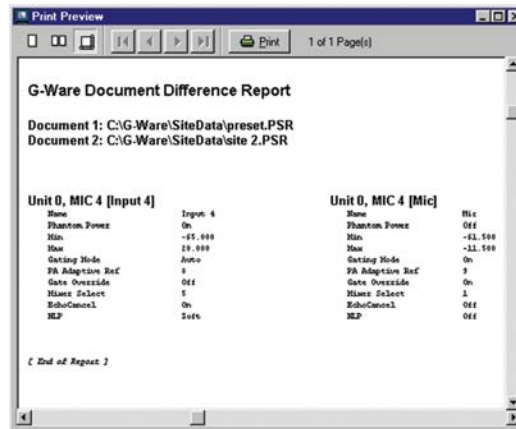 Print Preview
Print 1 of 1 Page(s)
G-Ware Document Difference Report
Document 1: C:\G-Ware\SiteData\preset.PSR
Document 2: C:\G-Ware\SiteData\site 2.PSR
Unit 0, MIC 4 [Input 4] Unit 0, MIC 4 [Mic]
Name Input 4 Name Mic
Phantom Power On Phantom Power Off
Min -65.000 Min -61.500
Max 20.000 Max -11.500
Gating Mode Auto Gating Mode On
PA Adaptive Ref 8 PA Adaptive Ref 9
Gate Override Off Gate Override On
Mixer Select 5 Mixer Select 1
EchoCancel On EchoCancel Off
NLP Soft NLP Off
[ End of Report ]